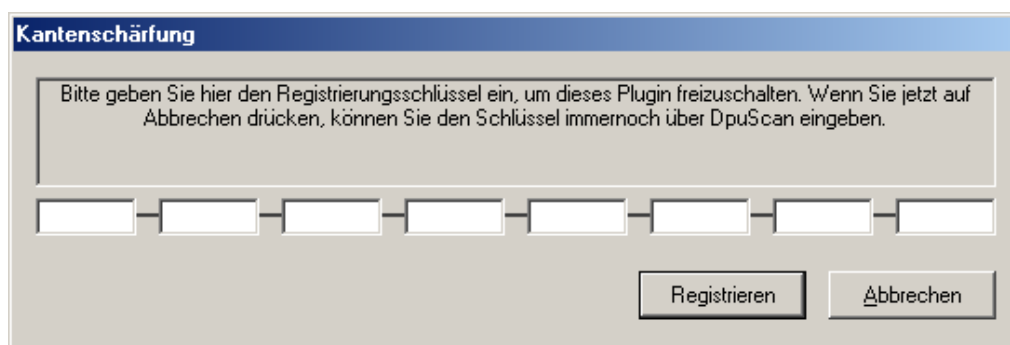 Kantenschärfung
Bitte geben Sie hier den Registrierungsschlüssel ein, um dieses Plugin freizuschalten. Wenn Sie jetzt auf
Abbrechen drücken, können Sie den Schlüssel immernoch über DpuScan eingeben.
Registrieren
Abbrechen